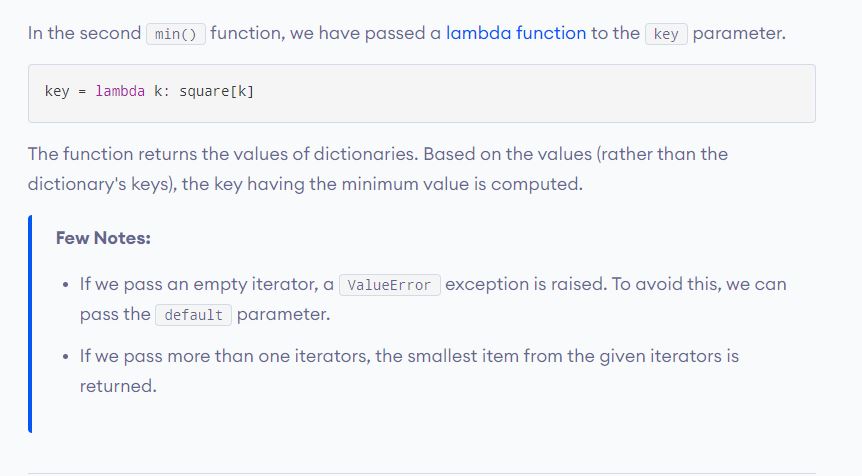 In the second min() function, we have passed a lambda function to the key parameter.
key = lambda k: square[k]
The function returns the values of dictionaries. Based on the values (rather than the
dictionary's keys), the key having the minimum value is computed.
Few Notes:
• If we pass an empty iterator, a ValueError exception is raised. To avoid this, we can
pass the default parameter.
• If we pass more than one iterators, the smallest item from the given iterators is
returned.